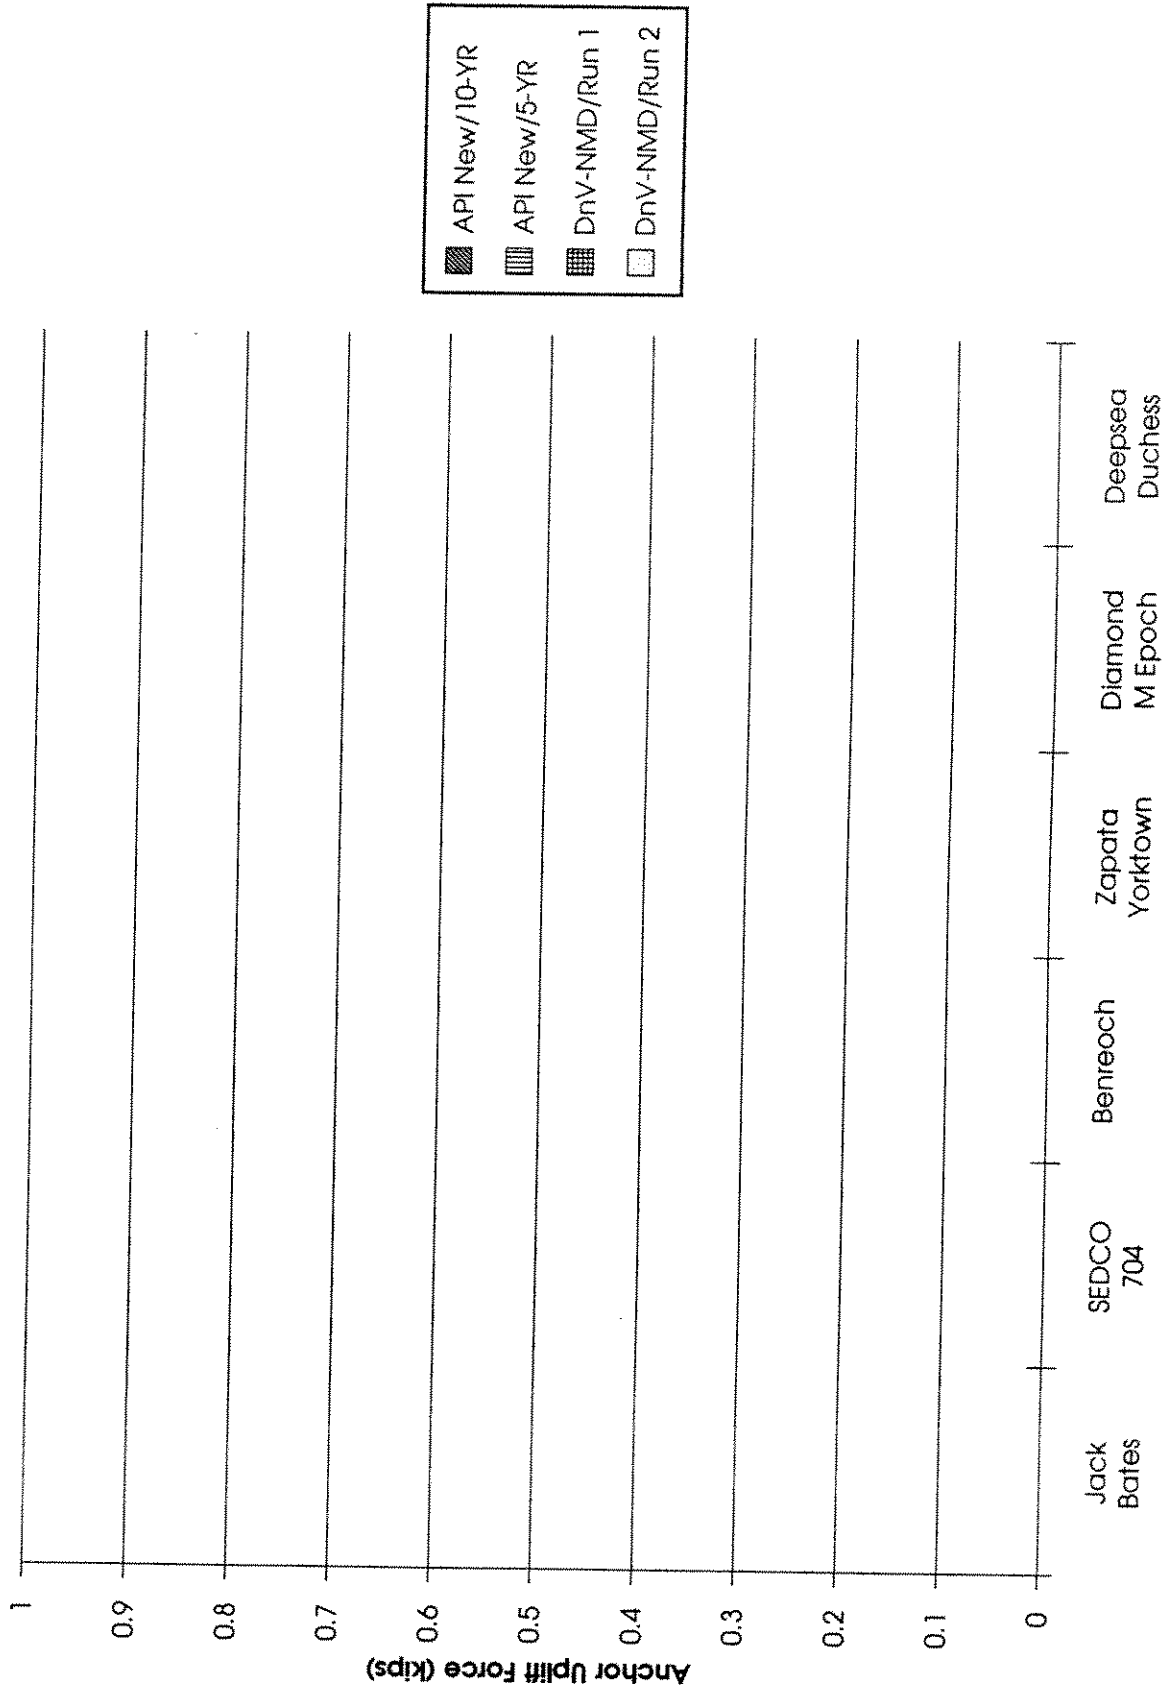 Anchor Uplift Force (kips)
1
0.9
0.8
0.7
0.6
0.5
0.4
0.3
0.2
0.1
0
Jack
Bates
SEDCO
704
Benreoch
Zapata
Yorktown
Diamond
M Epoch
Deepsea
Duchess
API New/10-YR
API New/5-YR
DnV-NMD/Run 1
DnV-NMD/Run 2